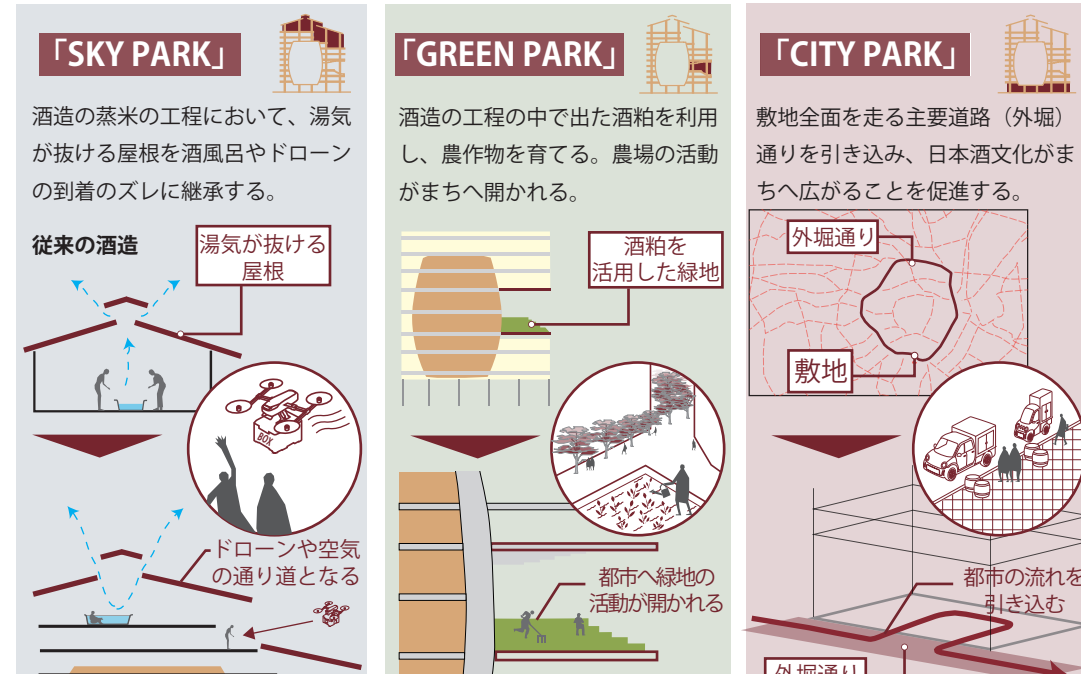 「SKY PARK」
酒造の蒸米の工程において、湯気
が抜ける屋根を酒風呂やドローン
の到着のズレに継承する。
従来の酒造
湯気が抜ける
屋根
BOX
ドローンや空気
の通り道となる
「GREEN PARK」
酒造の工程の中で出た酒粕を利用
し、農作物を育てる。農場の活動
がまちへ開かれる。
酒粕を
活用した緑地
都市へ緑地の
活動が開かれる
「CITY PARK」
敷地全面を走る主要道路（外堀）
通りを引き込み、日本酒文化がま
ちへ広がることを促進する。
外堀通り
敷地
都市の流れを
引き込む
外堀通り